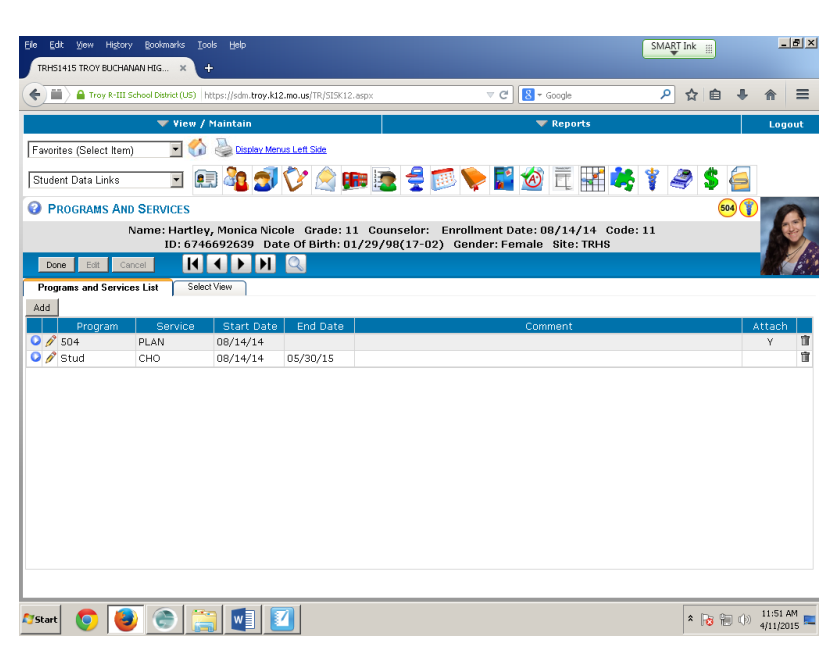 File Edit View History Bookmarks Tools Help SMART Ink
TRHS1415 TROY BUCHANAN HIG... × +
Troy R-III School District (US) https://sdm.troy.k12.mo.us/TR/SISK12.aspx Google
View / Maintain Reports Logout
Favorites (Select Item) Display Menus Left Side
Student Data Links
PROGRAMS AND SERVICES 504
Name: Hartley, Monica Nicole Grade: 11 Counselor: Enrollment Date: 08/14/14 Code: 11
ID: 6746692639 Date Of Birth: 01/29/98(17-02) Gender: Female Site: TRHS
Done Edit Cancel
Programs and Services List Select View
Add
Program Service Start Date End Date Comment Attach
504 PLAN 08/14/14 Y
Stud CHO 08/14/14 05/30/15
Start 11:51 AM
4/11/2015